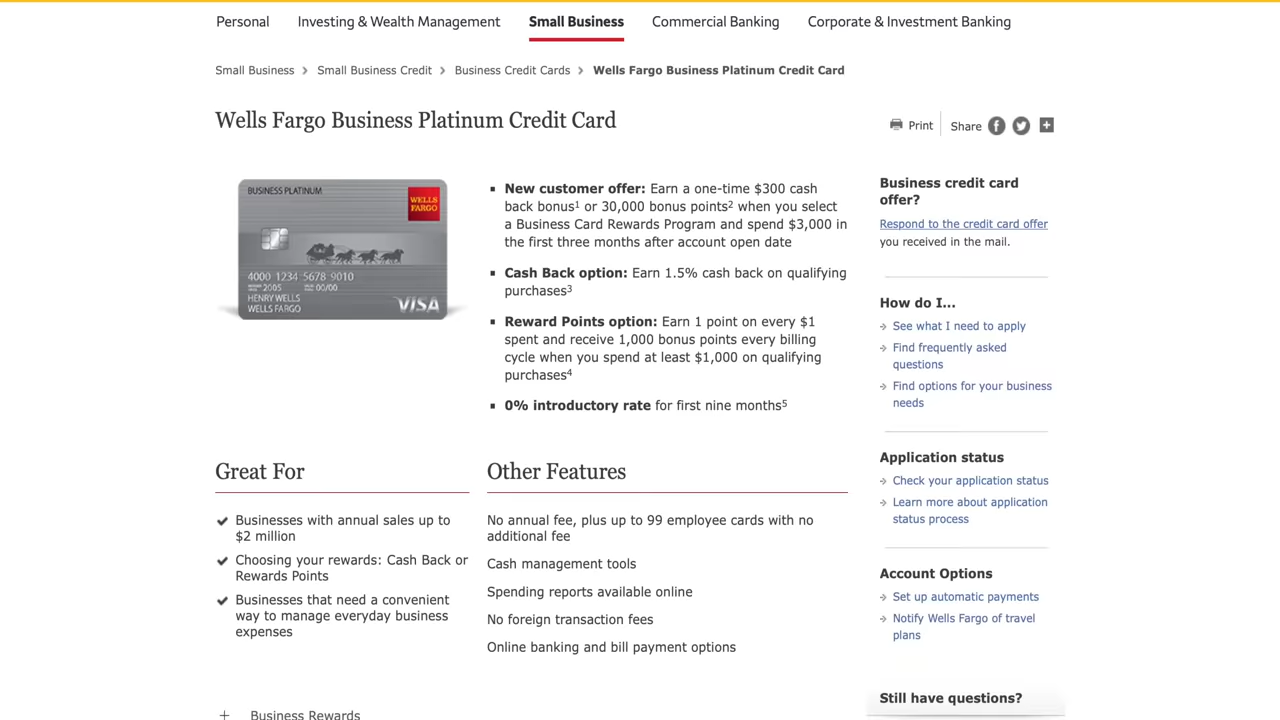 Personal Investing & Wealth Management Small Business Commercial Banking Corporate & Investment Banking
Small Business > Small Business Credit > Business Credit Cards > Wells Fargo Business Platinum Credit Card
Wells Fargo Business Platinum Credit Card
Print Share
BUSINESS PLATINUM
WELLS
FARGO
4000 1234 5678 9010
2005 00/00
HENRY WELLS
WELLS FARGO
VISA
▪ New customer offer: Earn a one-time $300 cash
back bonus¹ or 30,000 bonus points² when you select
a Business Card Rewards Program and spend $3,000 in
the first three months after account open date
▪ Cash Back option: Earn 1.5% cash back on qualifying
purchases³
▪ Reward Points option: Earn 1 point on every $1
spent and receive 1,000 bonus points every billing
cycle when you spend at least $1,000 on qualifying
purchases⁴
▪ 0% introductory rate for first nine months⁵
Great For
Businesses with annual sales up to
$2 million
Choosing your rewards: Cash Back or
Rewards Points
Businesses that need a convenient
way to manage everyday business
expenses
Other Features
No annual fee, plus up to 99 employee cards with no
additional fee
Cash management tools
Spending reports available online
No foreign transaction fees
Online banking and bill payment options
+ Business Rewards
Business credit card
offer?
Respond to the credit card offer
you received in the mail.
How do I...
See what I need to apply
Find frequently asked
questions
Find options for your business
needs
Application status
Check your application status
Learn more about application
status process
Account Options
Set up automatic payments
Notify Wells Fargo of travel
plans
Still have questions?